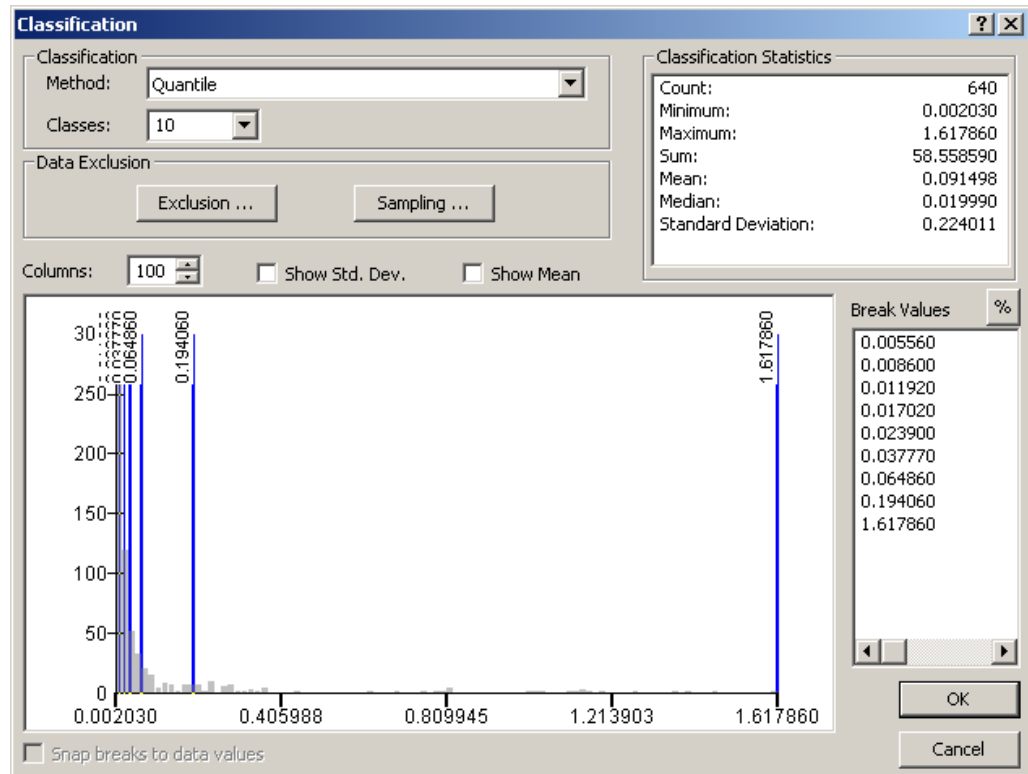 Classification
Classification
Method: Quantile
Classes: 10
Data Exclusion
Exclusion ...
Sampling ...
Classification Statistics
Count: 640
Minimum: 0.002030
Maximum: 1.617860
Sum: 58.558590
Mean: 0.091498
Median: 0.019990
Standard Deviation: 0.224011
Columns: 100
Show Std. Dev.
Show Mean
Break Values
%
0.005560
0.008600
0.011920
0.017020
0.023900
0.037770
0.064860
0.194060
1.617860
0.037770
0.064860
0.194060
1.617860
30
250
200
150
100
50
0
0.002030 0.405988 0.809945 1.213903 1.617860
Snap breaks to data values
OK
Cancel